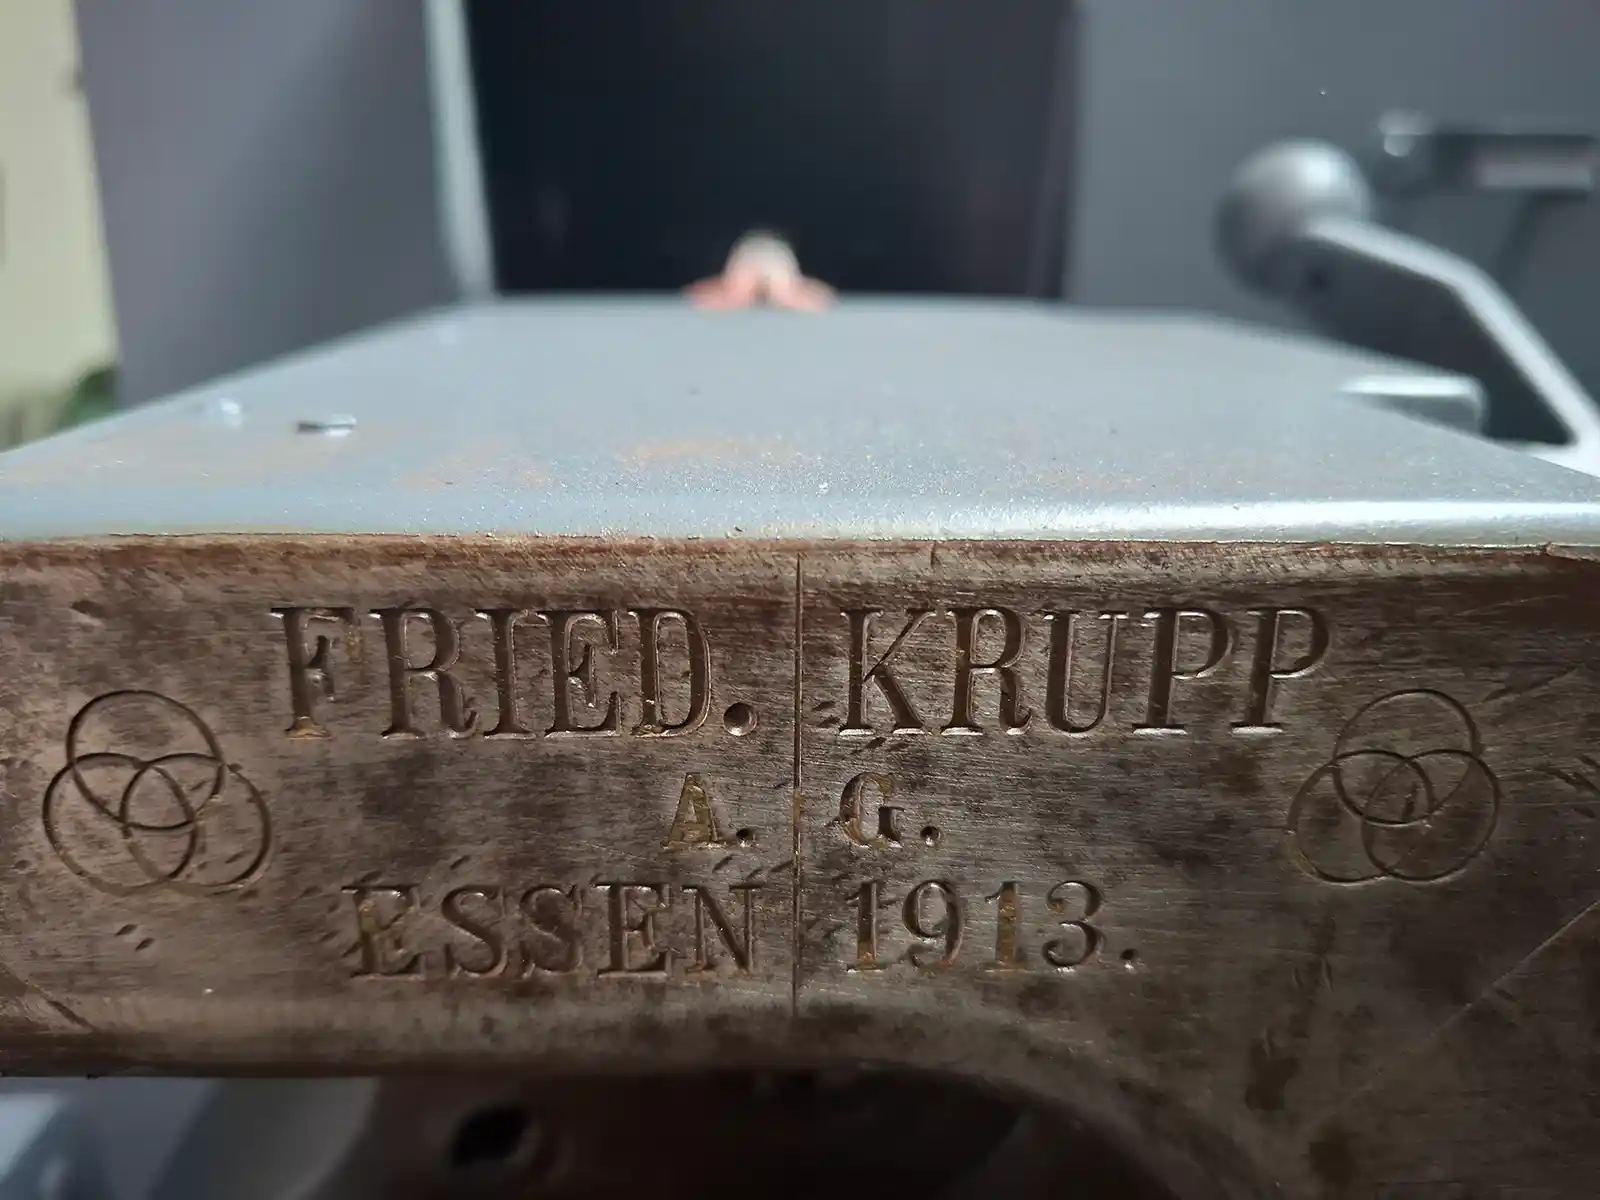 FRIED. KRUPP
A. G.
ESSEN 1913.